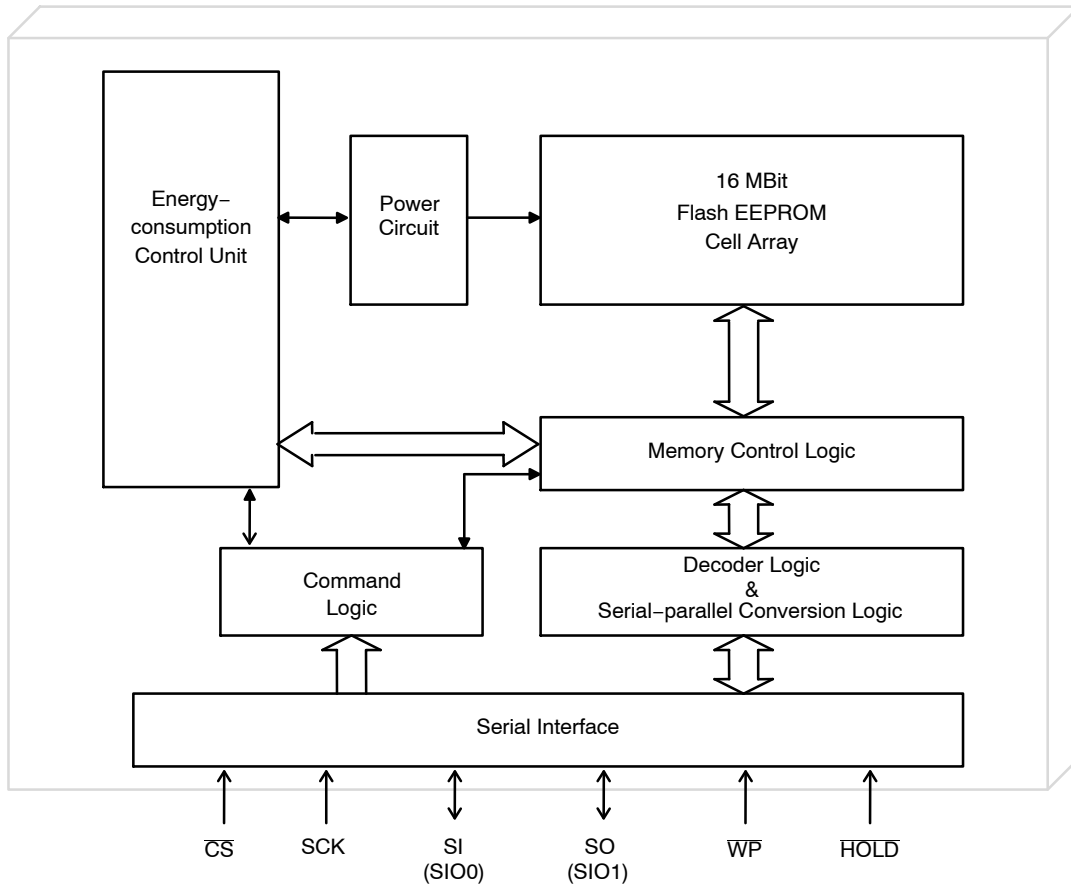 Energy−
consumption
Control Unit
Power
Circuit
16 MBit
Flash EEPROM
Cell Array
Memory Control Logic
Command
Logic
Decoder Logic
&
Serial−parallel Conversion Logic
Serial Interface
CS SCK SI SO WP HOLD
(SIO0) (SIO1)